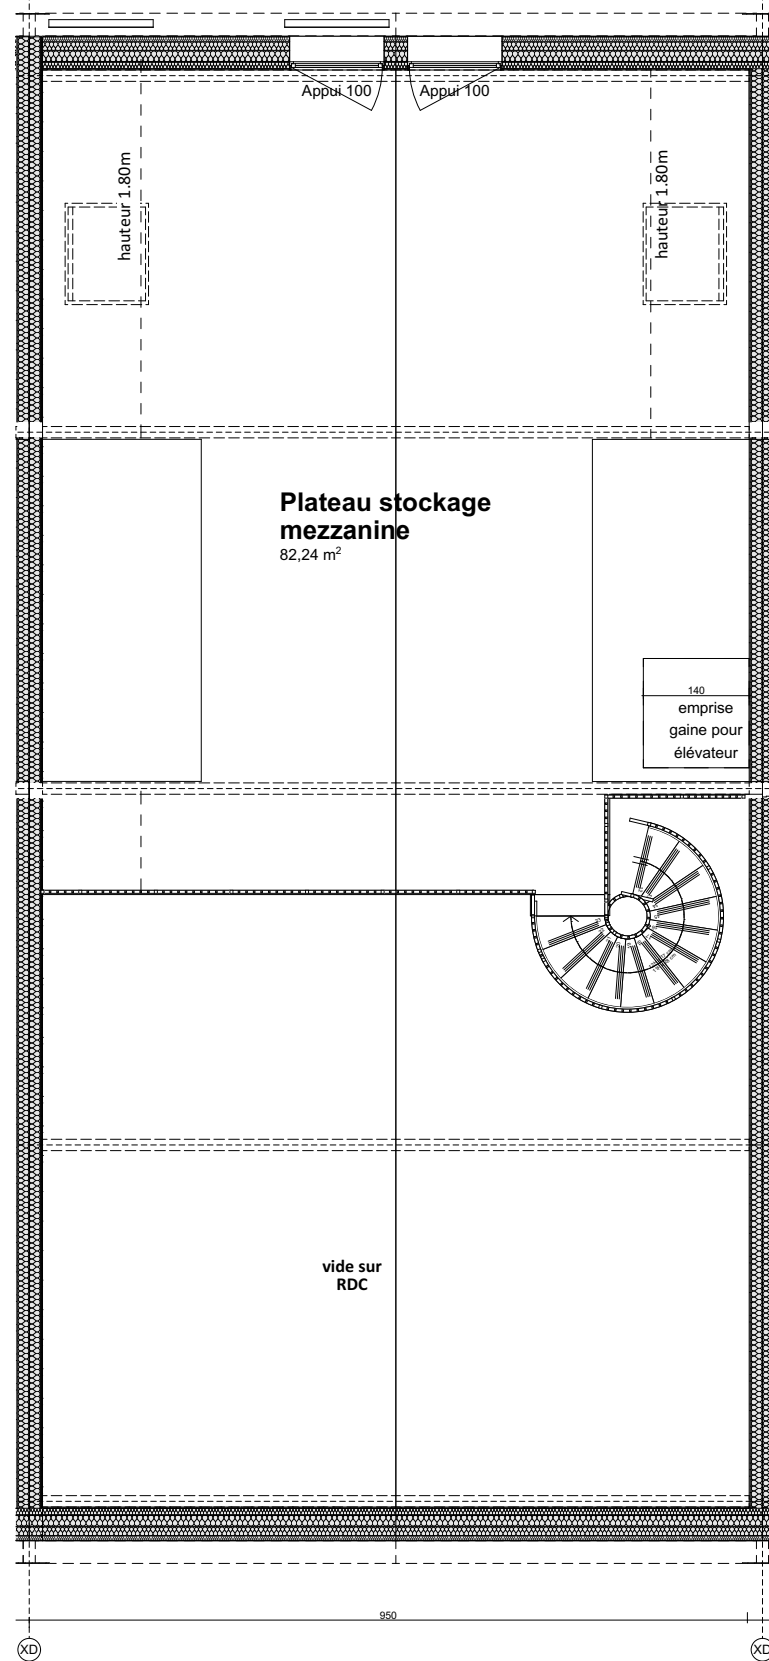 Appui 100
Appui 100
hauteur 1.80m
hauteur 1.80m
Plateau stockage
mezzanine
82,24 m²
140
emprise
gaine pour
élévateur
vide sur
RDC
950
XD
XD